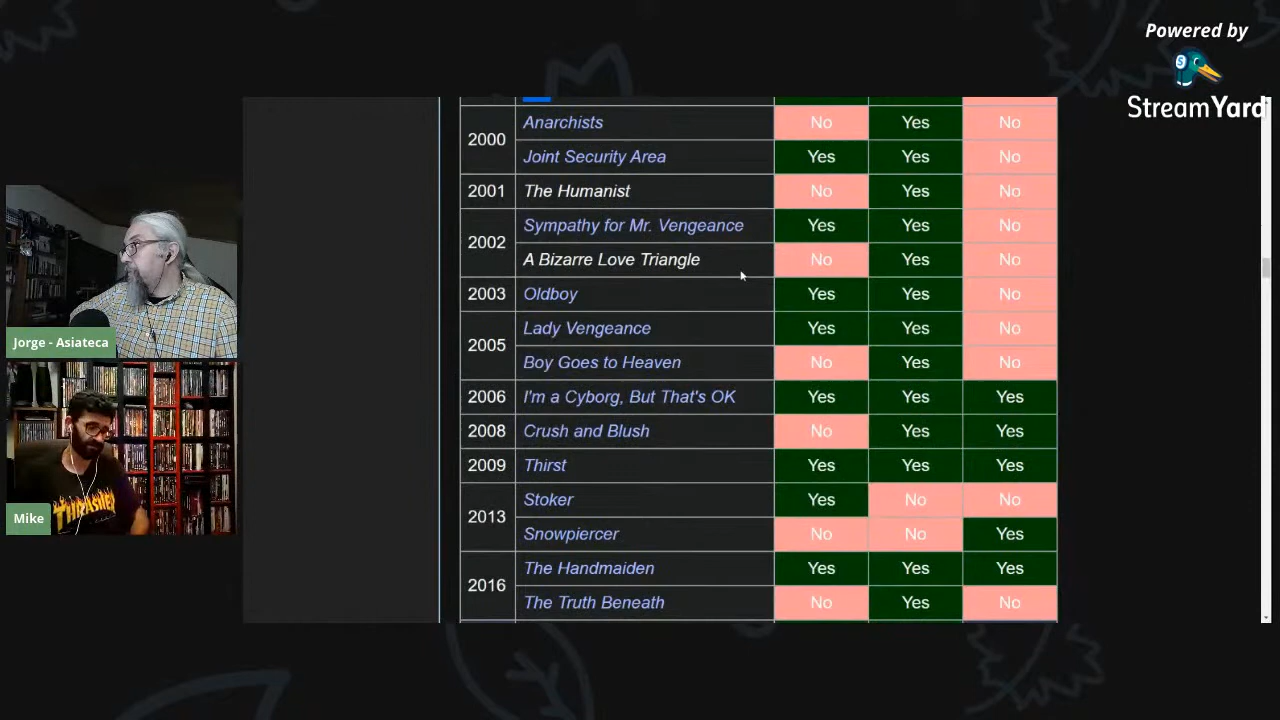 Powered by
StreamYard
2000 Anarchists No Yes No
Joint Security Area Yes Yes No
2001 The Humanist No Yes No
2002 Sympathy for Mr. Vengeance Yes Yes No
A Bizarre Love Triangle No Yes No
2003 Oldboy Yes Yes No
2005 Lady Vengeance Yes Yes No
Boy Goes to Heaven No Yes No
2006 I'm a Cyborg, But That's OK Yes Yes Yes
2008 Crush and Blush No Yes Yes
2009 Thirst Yes Yes Yes
2013 Stoker Yes No No
Snowpiercer No No Yes
2016 The Handmaiden Yes Yes Yes
The Truth Beneath No Yes No
Jorge - Asiateca
Mike
THRASHER